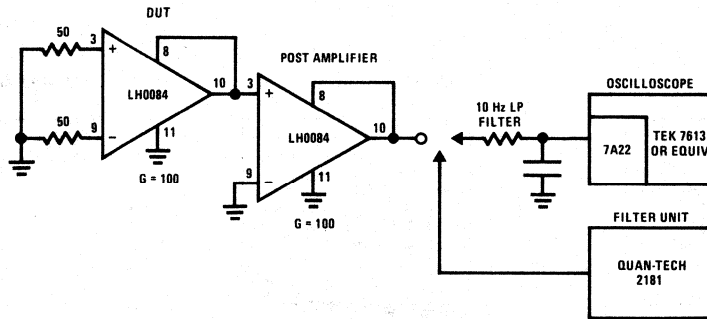 DUT
50
3
+
8
LH0084
10
50
9
−
11
G = 100
POST AMPLIFIER
3
+
8
LH0084
10
9
−
11
G = 100
10 Hz LP
FILTER
OSCILLOSCOPE
7A22
TEK 7613
OR EQUIV
FILTER UNIT
QUAN-TECH
2181